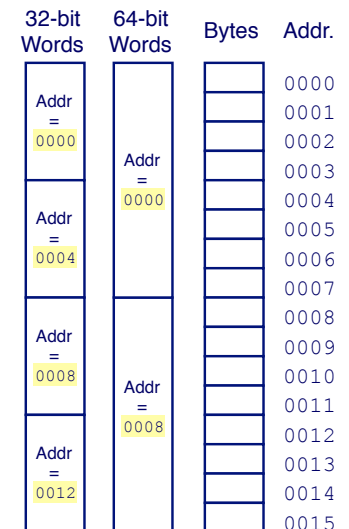 32-bit
Words
64-bit
Words
Bytes
Addr.
Addr
=
0000
Addr
=
0004
Addr
=
0008
Addr
=
0012
Addr
=
0000
Addr
=
0008
0000
0001
0002
0003
0004
0005
0006
0007
0008
0009
0010
0011
0012
0013
0014
0015